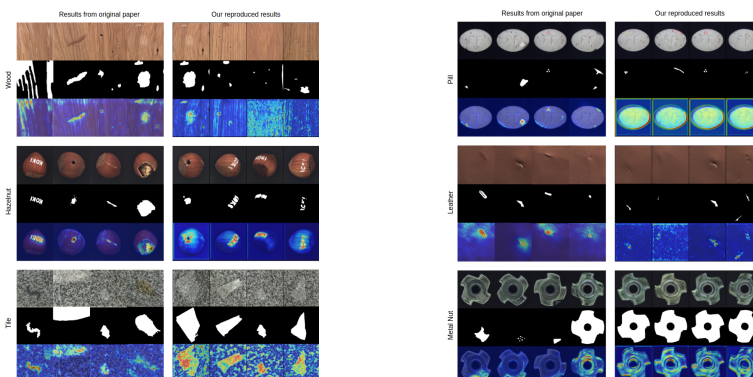 Results from original paper
Our reproduced results
Wood
Hazelnut
Tile
Results from original paper
Our reproduced results
Pill
Leather
Metal Nut